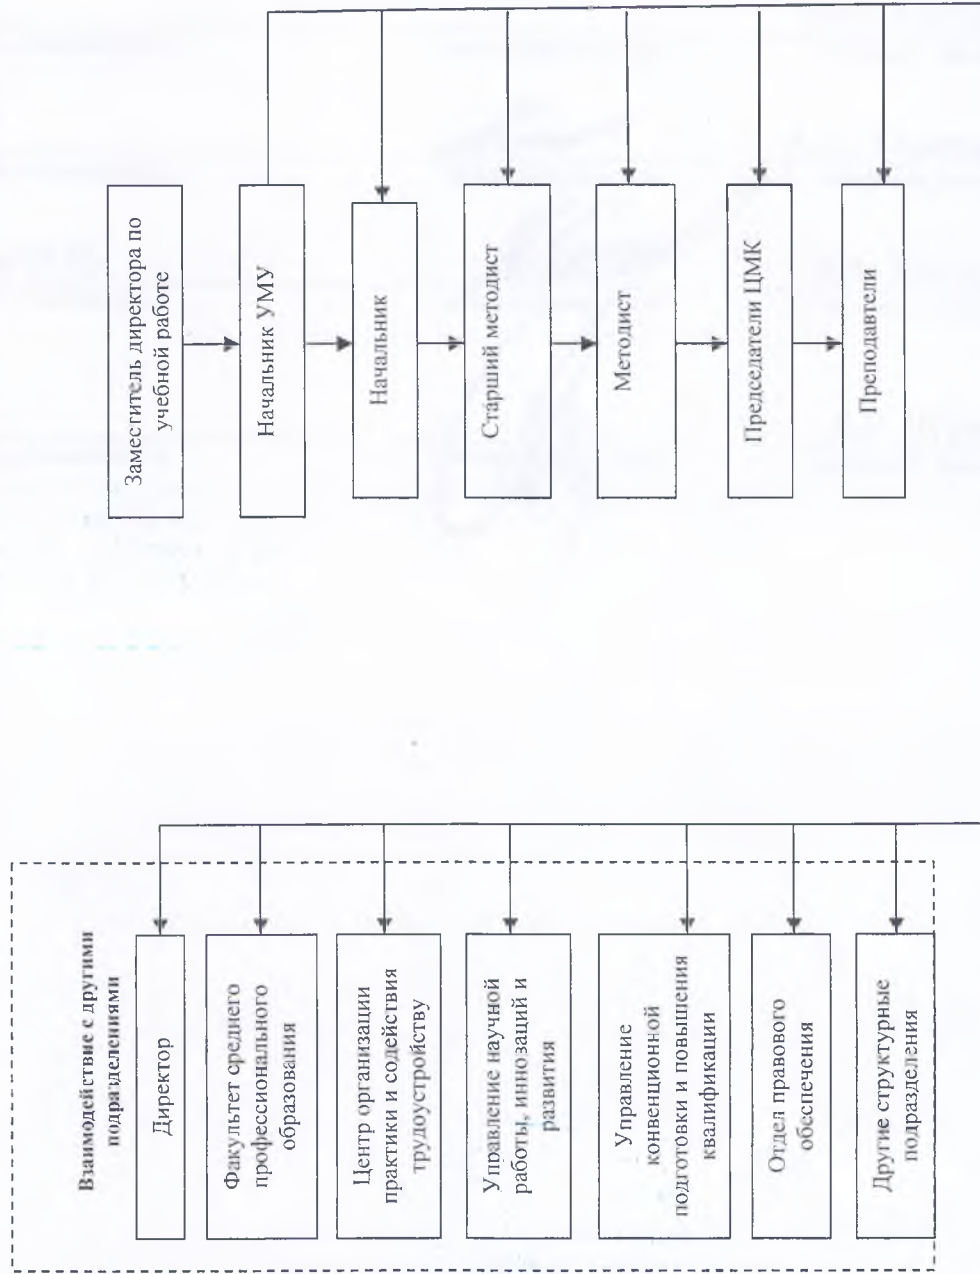 Взаимодействие с другими
подразделениями
Директор
Факультет среднего
профессионального
образования
Центр организации
практики и содействия
трудоустройству
Управление научной
работы, иннозаций и
развития
Управление
конвенционной
подготовки и повышения
квалификации
Отдел правового
обеспечения
Другие структурные
подразделения
Заместитель директора по
учебной работе
Начальник УМУ
Начальник
Старший методист
Методист
Председатели ЦМК
Преподавтели